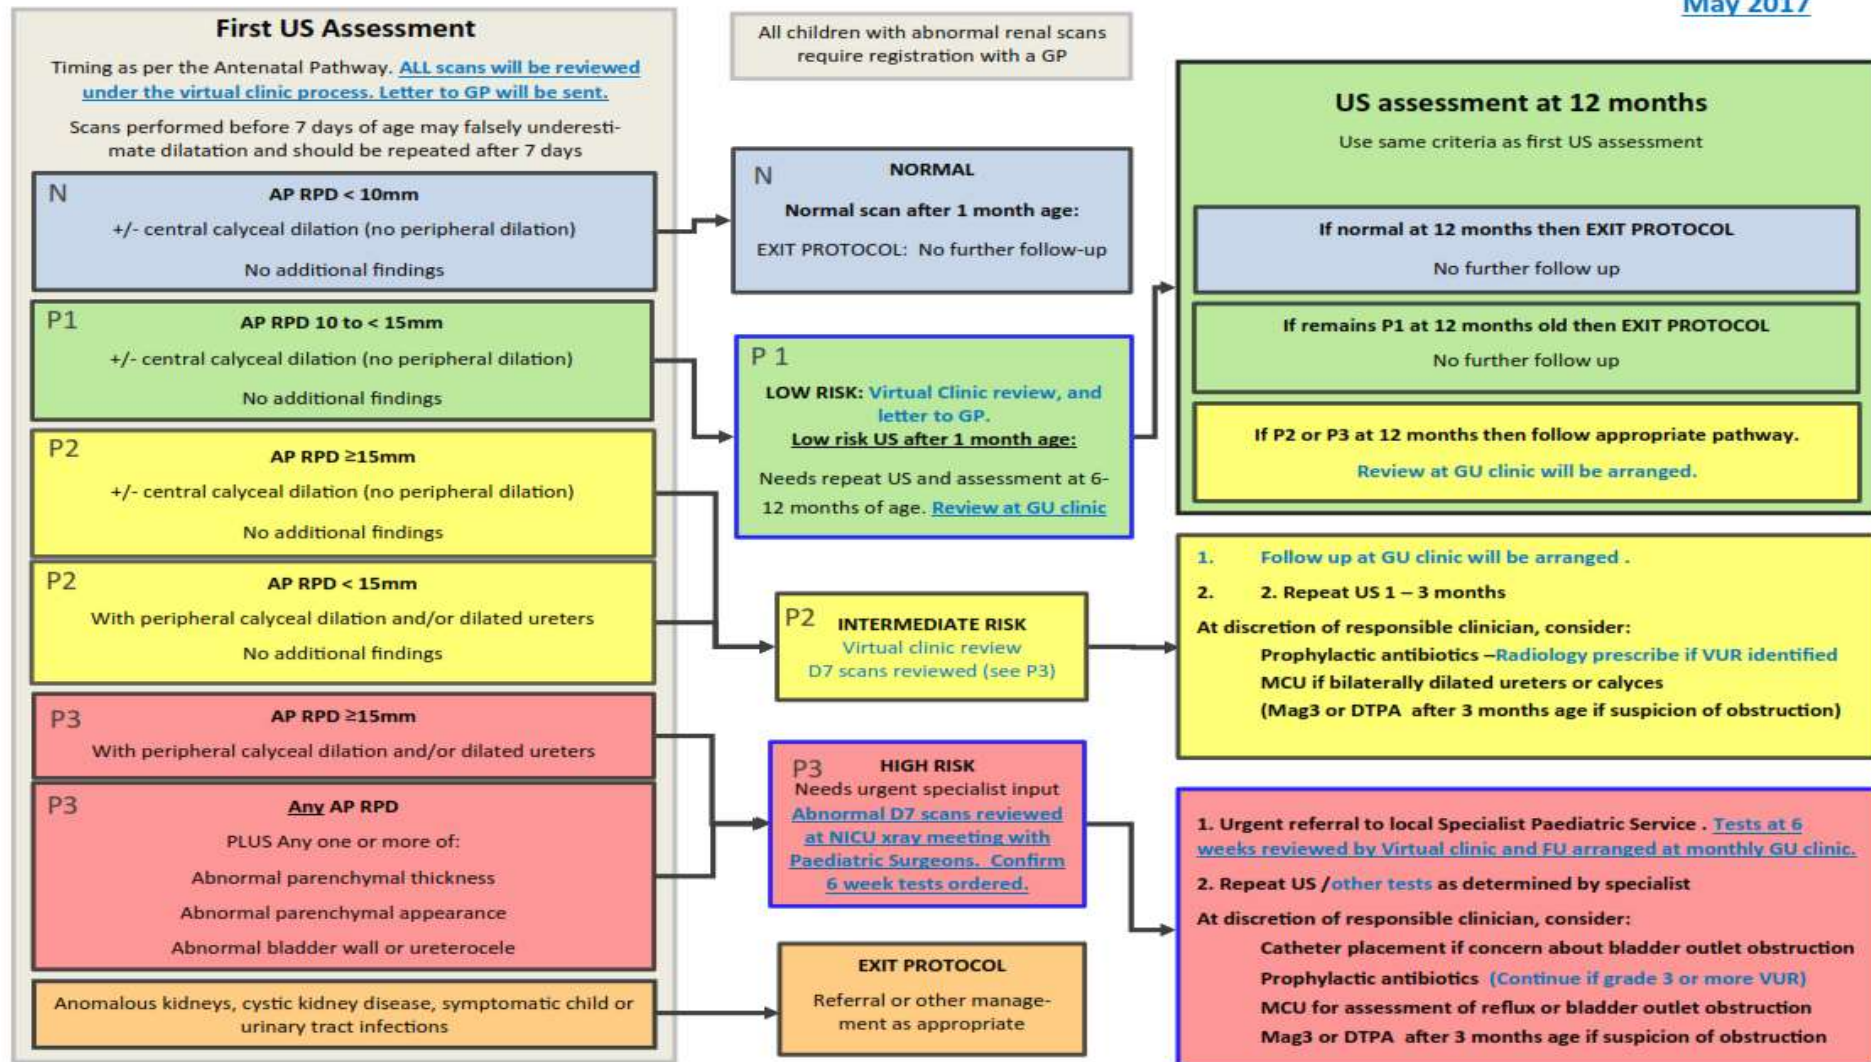 May 2017
First US Assessment
Timing as per the Antenatal Pathway. ALL scans will be reviewed
under the virtual clinic process. Letter to GP will be sent.
Scans performed before 7 days of age may falsely underesti-
mate dilatation and should be repeated after 7 days
N
AP RPD < 10mm
+/- central calyceal dilation (no peripheral dilation)
No additional findings
P1
AP RPD 10 to < 15mm
+/- central calyceal dilation (no peripheral dilation)
No additional findings
P2
AP RPD ≥15mm
+/- central calyceal dilation (no peripheral dilation)
No additional findings
P2
AP RPD < 15mm
With peripheral calyceal dilation and/or dilated ureters
No additional findings
P3
AP RPD ≥15mm
With peripheral calyceal dilation and/or dilated ureters
P3
Any AP RPD
PLUS Any one or more of:
Abnormal parenchymal thickness
Abnormal parenchymal appearance
Abnormal bladder wall or ureterocele
Anomalous kidneys, cystic kidney disease, symptomatic child or
urinary tract infections
All children with abnormal renal scans
require registration with a GP
N
NORMAL
Normal scan after 1 month age:
EXIT PROTOCOL: No further follow-up
P 1
LOW RISK: Virtual Clinic review, and
letter to GP.
Low risk US after 1 month age:
Needs repeat US and assessment at 6-
12 months of age. Review at GU clinic
P2
INTERMEDIATE RISK
Virtual clinic review
D7 scans reviewed (see P3)
P3
HIGH RISK
Needs urgent specialist input
Abnormal D7 scans reviewed
at NICU xray meeting with
Paediatric Surgeons. Confirm
6 week tests ordered.
EXIT PROTOCOL
Referral or other manage-
ment as appropriate
US assessment at 12 months
Use same criteria as first US assessment
If normal at 12 months then EXIT PROTOCOL
No further follow up
If remains P1 at 12 months old then EXIT PROTOCOL
No further follow up
If P2 or P3 at 12 months then follow appropriate pathway.
Review at GU clinic will be arranged.
1. Follow up at GU clinic will be arranged .
2. 2. Repeat US 1 – 3 months
At discretion of responsible clinician, consider:
Prophylactic antibiotics –Radiology prescribe if VUR identified
MCU if bilaterally dilated ureters or calyces
(Mag3 or DTPA after 3 months age if suspicion of obstruction)
1. Urgent referral to local Specialist Paediatric Service . Tests at 6
weeks reviewed by Virtual clinic and FU arranged at monthly GU clinic.
2. Repeat US /other tests as determined by specialist
At discretion of responsible clinician, consider:
Catheter placement if concern about bladder outlet obstruction
Prophylactic antibiotics (Continue if grade 3 or more VUR)
MCU for assessment of reflux or bladder outlet obstruction
Mag3 or DTPA after 3 months age if suspicion of obstruction